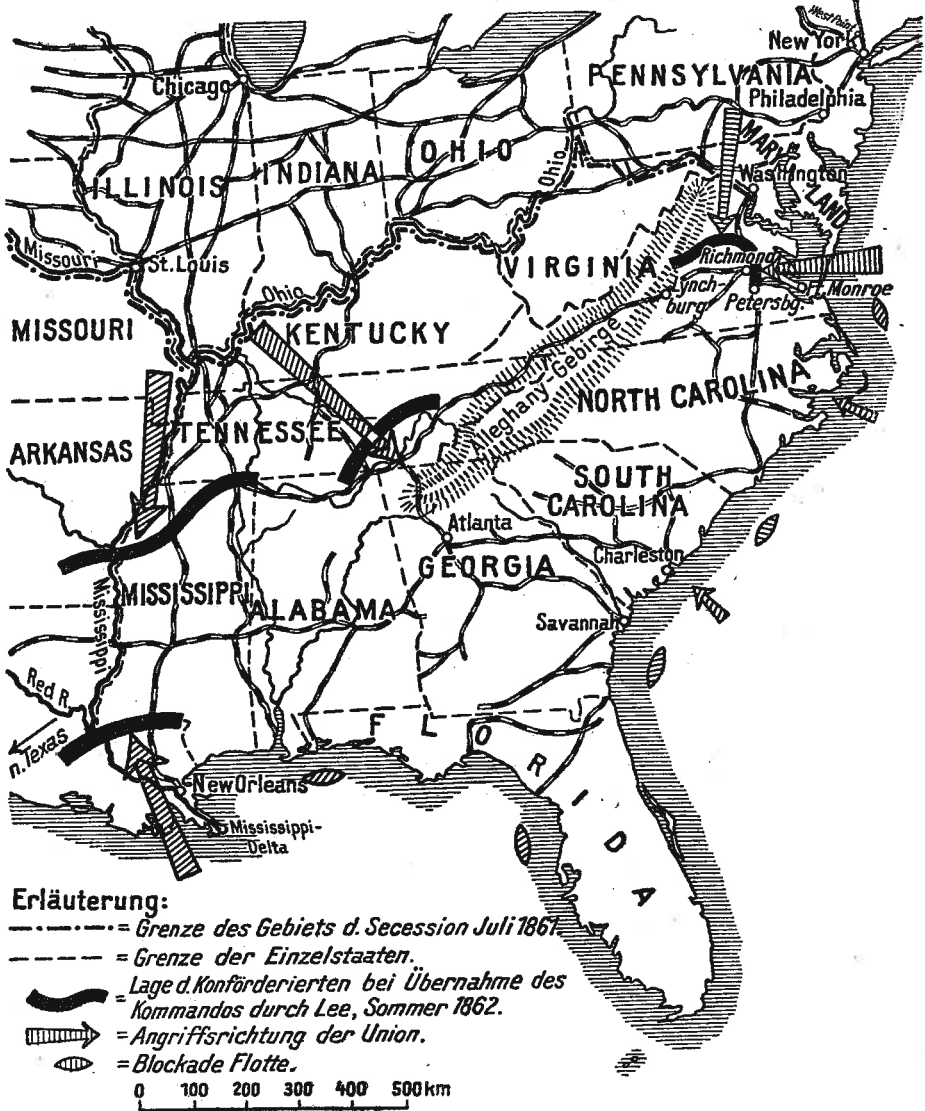 West Point
New York
PENNSYLVANIA
Chicago
Philadelphia
OHIO
MARYLAND
INDIANA
ILLINOIS
Ohio
Washington
Missouri
St. Louis
VIRGINIA
Richmond
Lynch-
burg
Petersbg.
Ft. Monroe
Ohio
MISSOURI
KENTUCKY
Alleghany-Gebirge
NORTH CAROLINA
TENNESSEE
ARKANSAS
SOUTH
CAROLINA
Atlanta
Charleston
GEORGIA
MISSISSIPPI
Mississippi
ALABAMA
Savannah
Red R.
n. Texas
FLORIDA
New Orleans
Mississippi-
Delta
Erläuterung:
= Grenze des Gebiets d. Secession Juli 1861.
= Grenze der Einzelstaaten.
= Lage d. Konförderierten bei Übernahme des
Kommandos durch Lee, Sommer 1862.
= Angriffsrichtung der Union.
= Blockade Flotte.
0 100 200 300 400 500 km